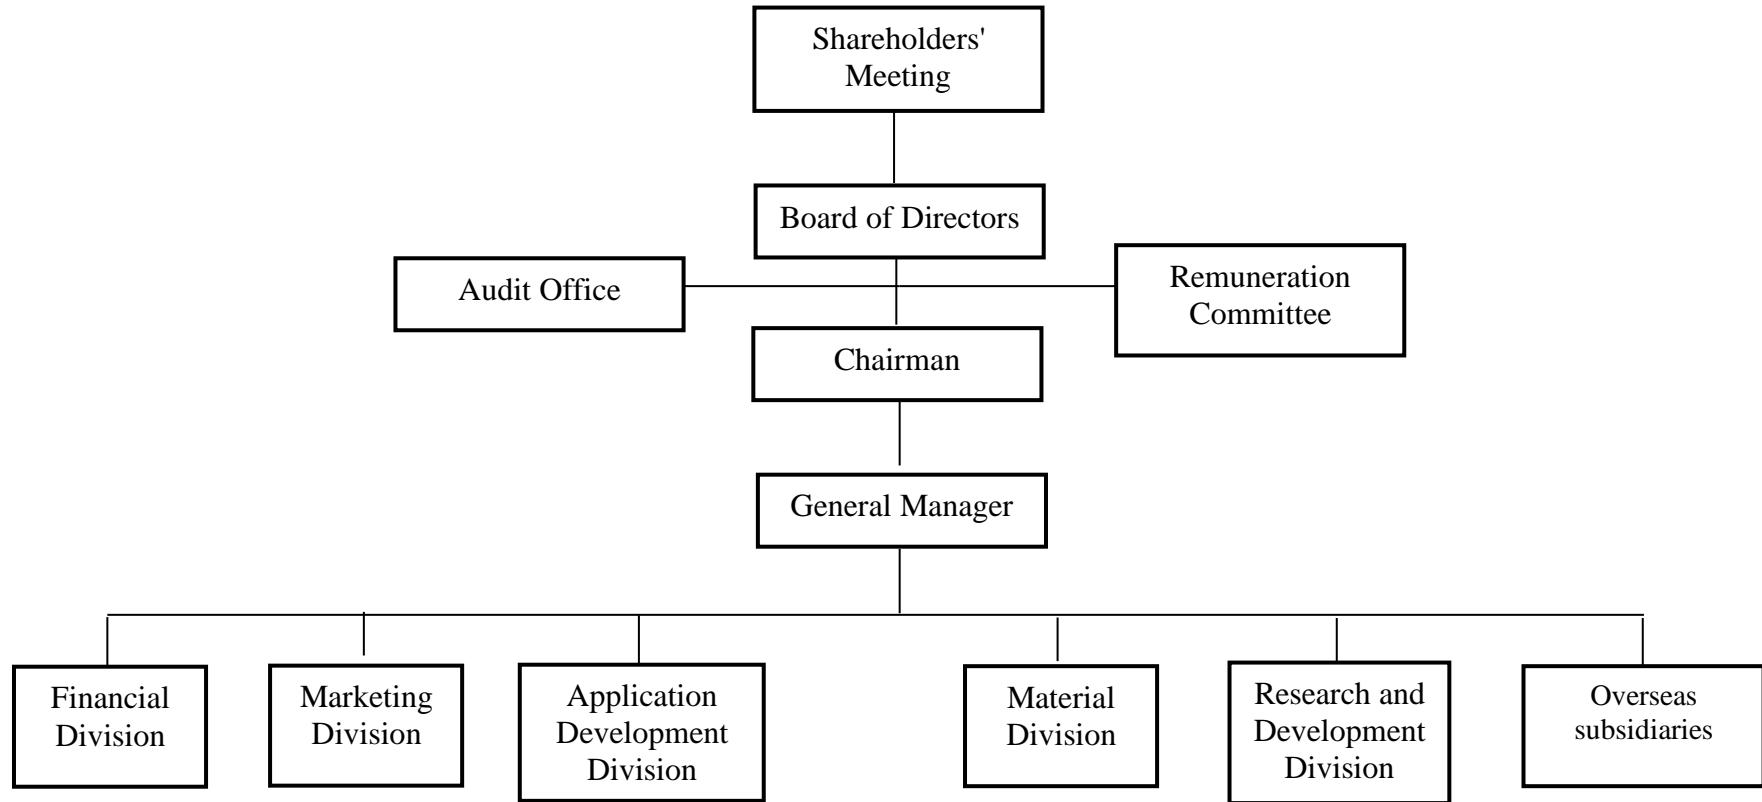 Shareholders'
Meeting
Board of Directors
Audit Office
Remuneration
Committee
Chairman
General Manager
Financial
Division
Marketing
Division
Application
Development
Division
Material
Division
Research and
Development
Division
Overseas
subsidiaries